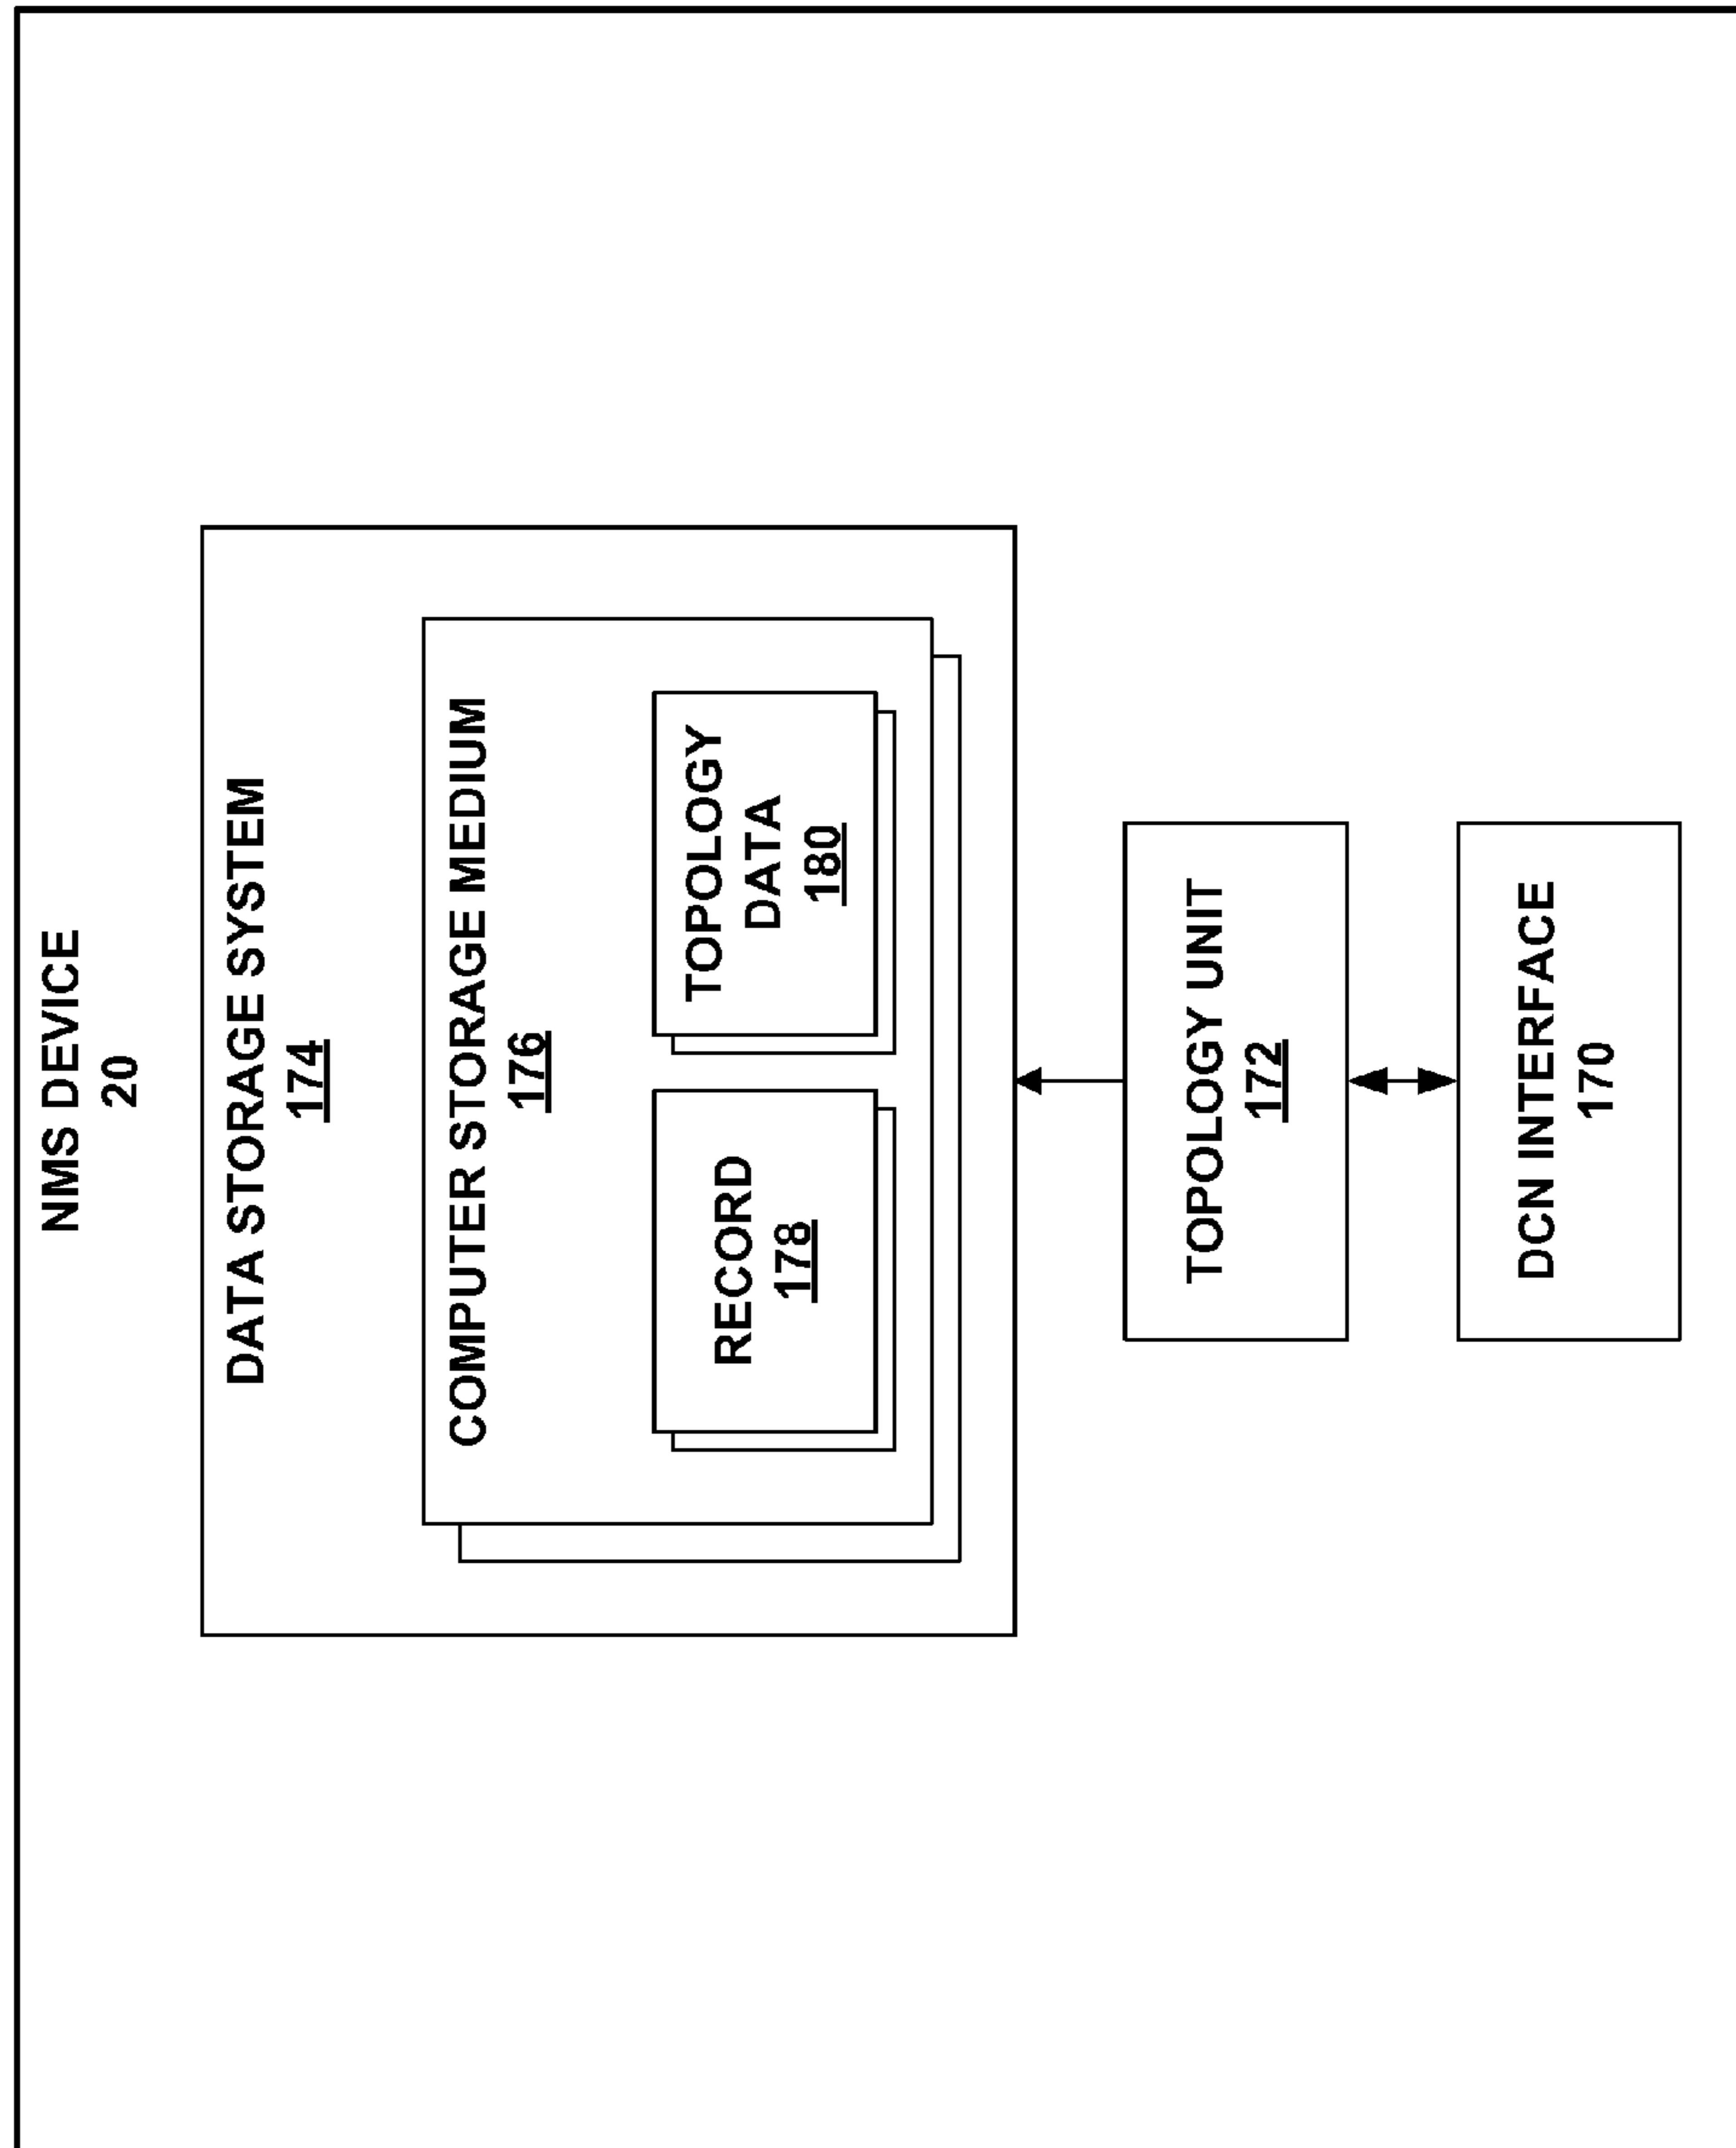 NMS DEVICE
20
DATA STORAGE SYSTEM
174
COMPUTER STORAGE MEDIUM
176
RECORD
178
TOPOLOGY
DATA
180
TOPOLOGY UNIT
172
DCN INTERFACE
170